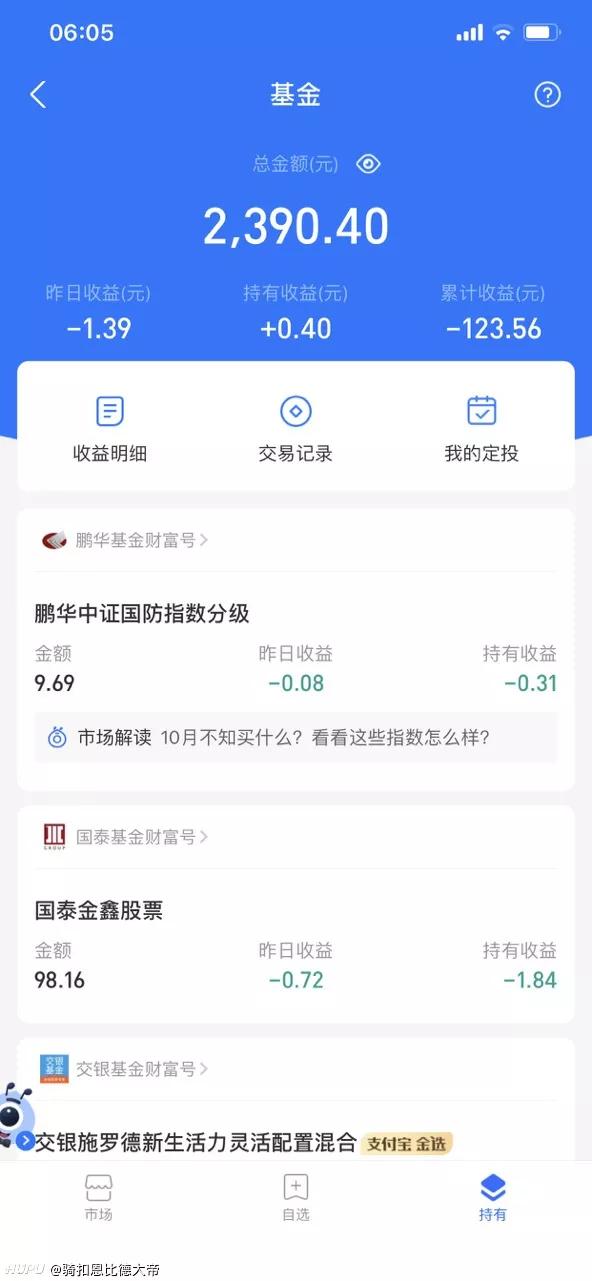 06:05
基金
总金额(元)
2,390.40
昨日收益(元) 持有收益(元) 累计收益(元)
-1.39 +0.40 -123.56
收益明细 交易记录 我的定投
鹏华基金财富号
鹏华中证国防指数分级
金额 昨日收益 持有收益
9.69 -0.08 -0.31
市场解读 10月不知买什么？看看这些指数怎么样？
国泰基金财富号
国泰金鑫股票
金额 昨日收益 持有收益
98.16 -0.72 -1.84
交银基金 交银基金财富号
交银施罗德新生活力灵活配置混合 支付宝 金选
市场 自选 持有
HUPU @骑扣恩比德大帝